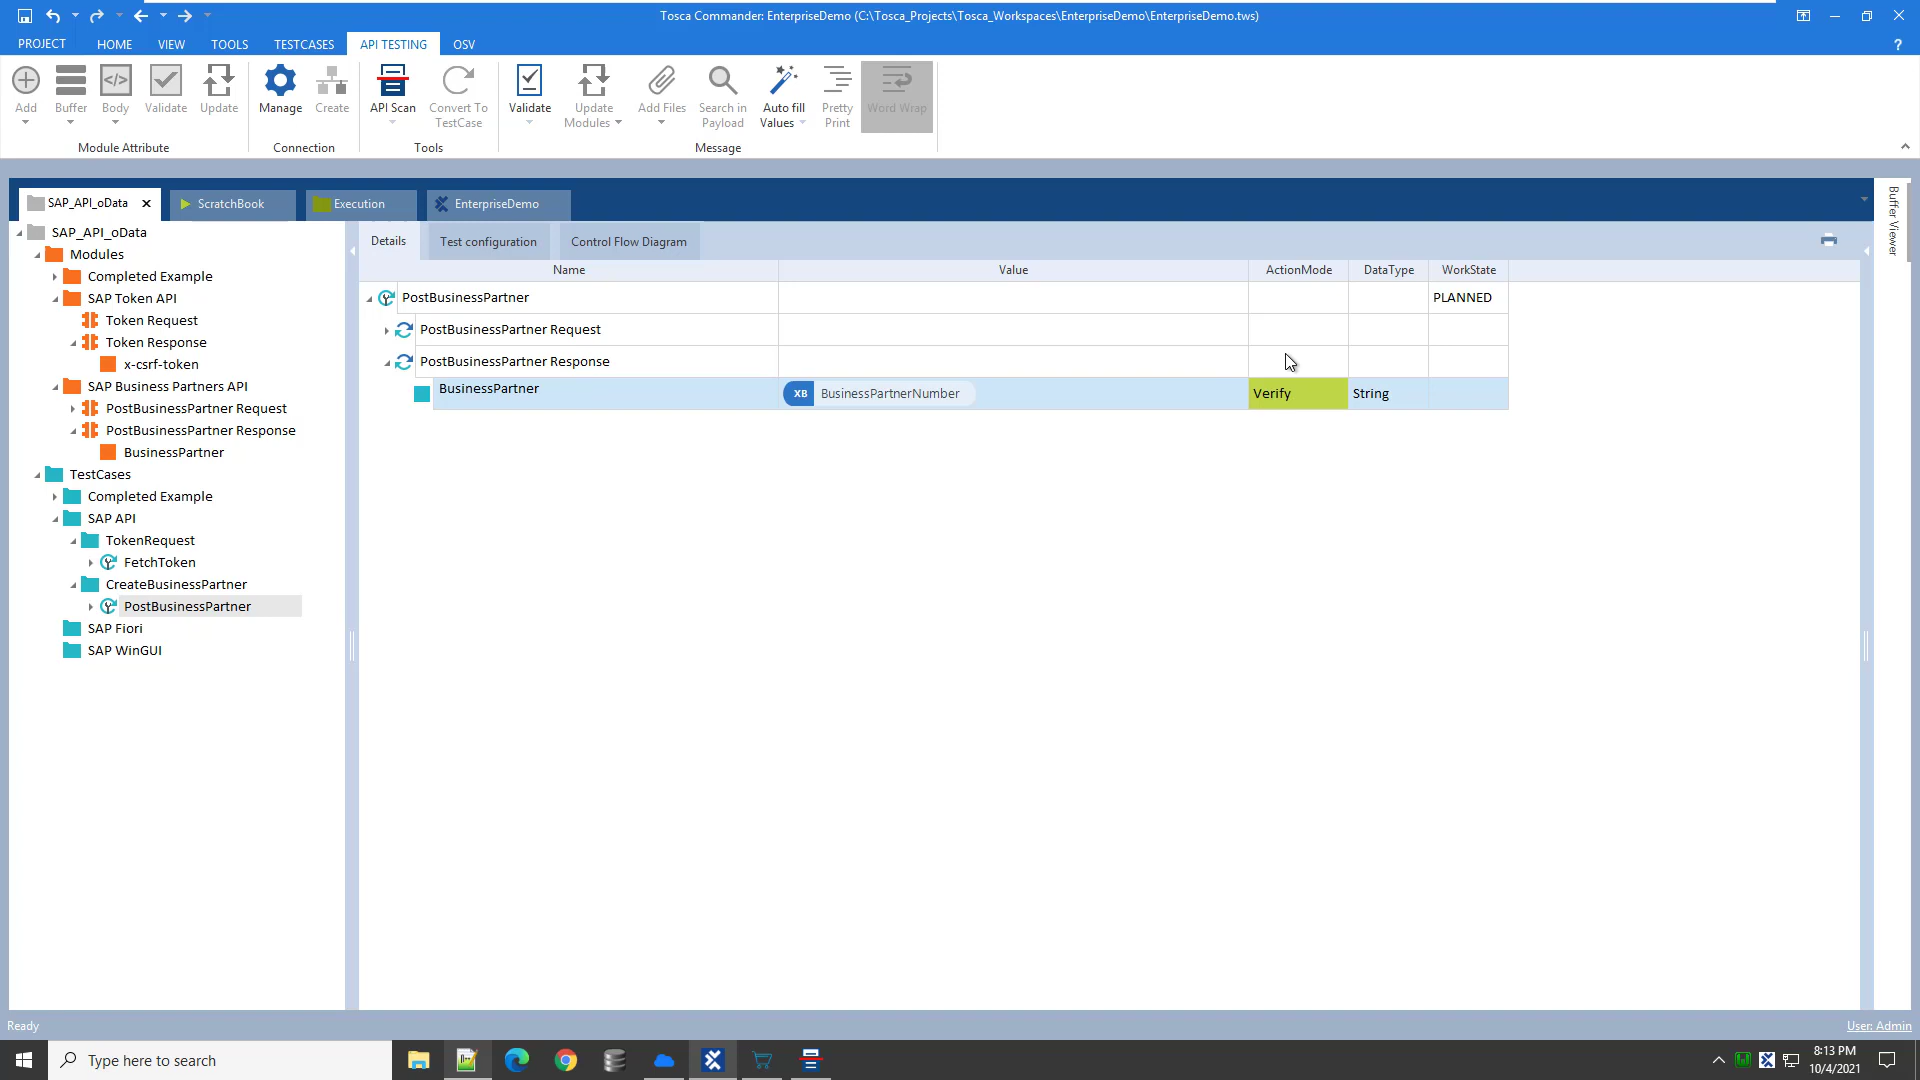 Tosca Commander: EnterpriseDemo (C:\Tosca_Projects\Tosca_Workspaces\EnterpriseDemo\EnterpriseDemo.tws)
PROJECT HOME VIEW TOOLS TESTCASES API TESTING OSV ?
Add Buffer Body Validate Update Manage Create API Scan Convert To TestCase Validate Update Modules Add Files Search in Payload Auto fill Values Pretty Print Word Wrap
Module Attribute Connection Tools Message
SAP_API_oData ScratchBook Execution EnterpriseDemo
Buffer Viewer
SAP_API_oData
Modules
Completed Example
SAP Token API
Token Request
Token Response
x-csrf-token
SAP Business Partners API
PostBusinessPartner Request
PostBusinessPartner Response
BusinessPartner
TestCases
Completed Example
SAP API
TokenRequest
FetchToken
CreateBusinessPartner
PostBusinessPartner
SAP Fiori
SAP WinGUI
Details Test configuration Control Flow Diagram
Name Value ActionMode DataType WorkState
PostBusinessPartner PLANNED
PostBusinessPartner Request
PostBusinessPartner Response
BusinessPartner XB BusinessPartnerNumber Verify String
Ready User: Admin
Type here to search
8:13 PM
10/4/2021